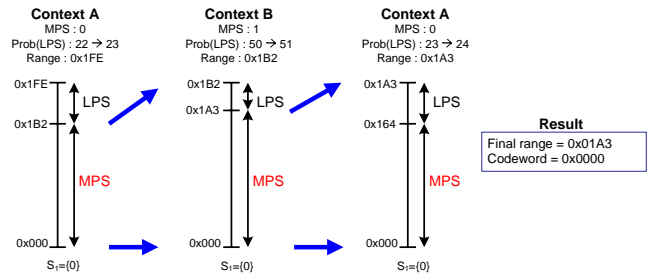 Context A
MPS : 0
Prob(LPS) : 22 → 23
Range : 0x1FE
0x1FE
LPS
0x1B2
MPS
0x000
S₁={0}
Context B
MPS : 1
Prob(LPS) : 50 → 51
Range : 0x1B2
0x1B2
LPS
0x1A3
MPS
0x000
S₁={0}
Context A
MPS : 0
Prob(LPS) : 23 → 24
Range : 0x1A3
0x1A3
LPS
0x164
MPS
0x000
S₁={0}
Result
Final range = 0x01A3
Codeword = 0x0000